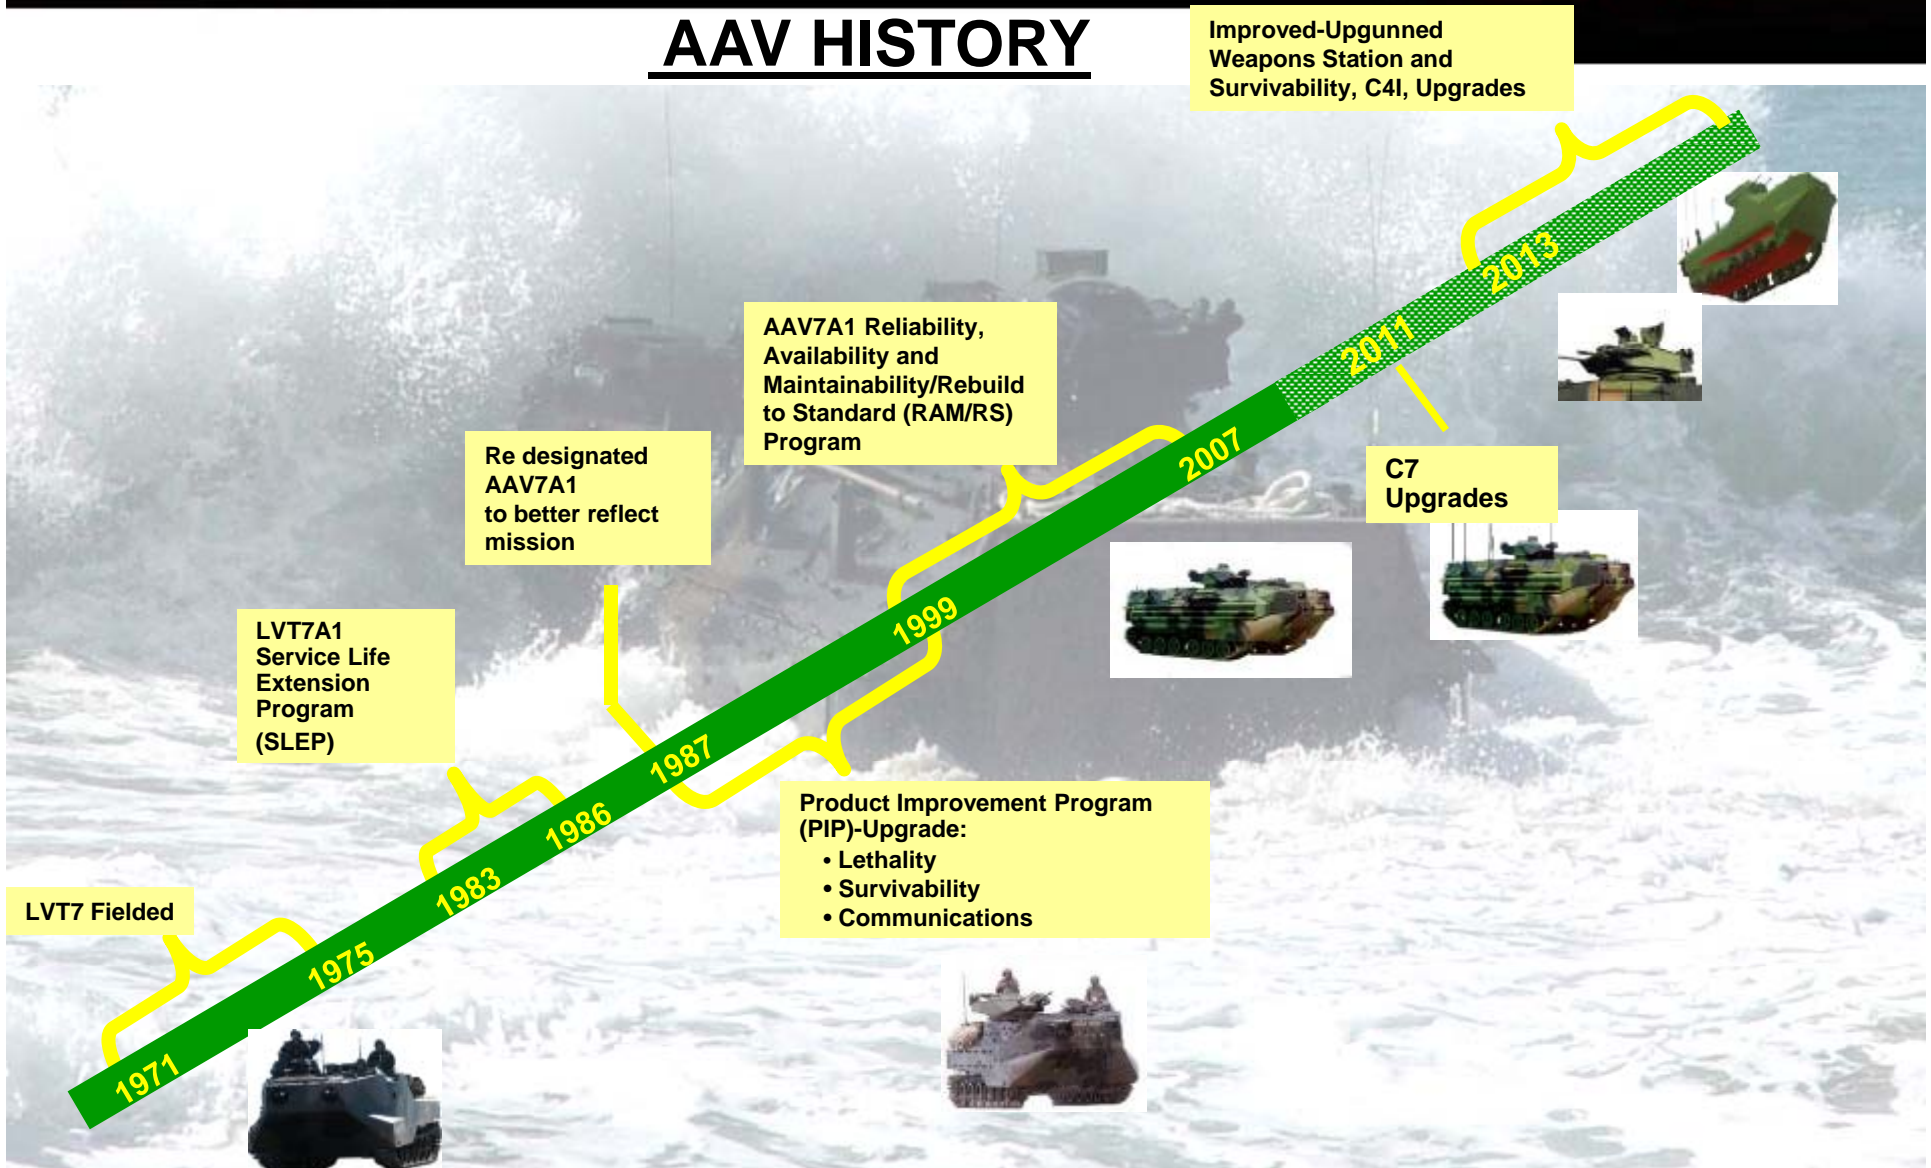 AAV HISTORY
Improved-Upgunned
Weapons Station and
Survivability, C4I, Upgrades
2013
2011
AAV7A1 Reliability,
Availability and
Maintainability/Rebuild
to Standard (RAM/RS)
Program
2007
C7
Upgrades
Re designated
AAV7A1
to better reflect
mission
1999
LVT7A1
Service Life
Extension
Program
(SLEP)
1987
1986
Product Improvement Program
(PIP)-Upgrade:
• Lethality
• Survivability
• Communications
1983
LVT7 Fielded
1975
1971